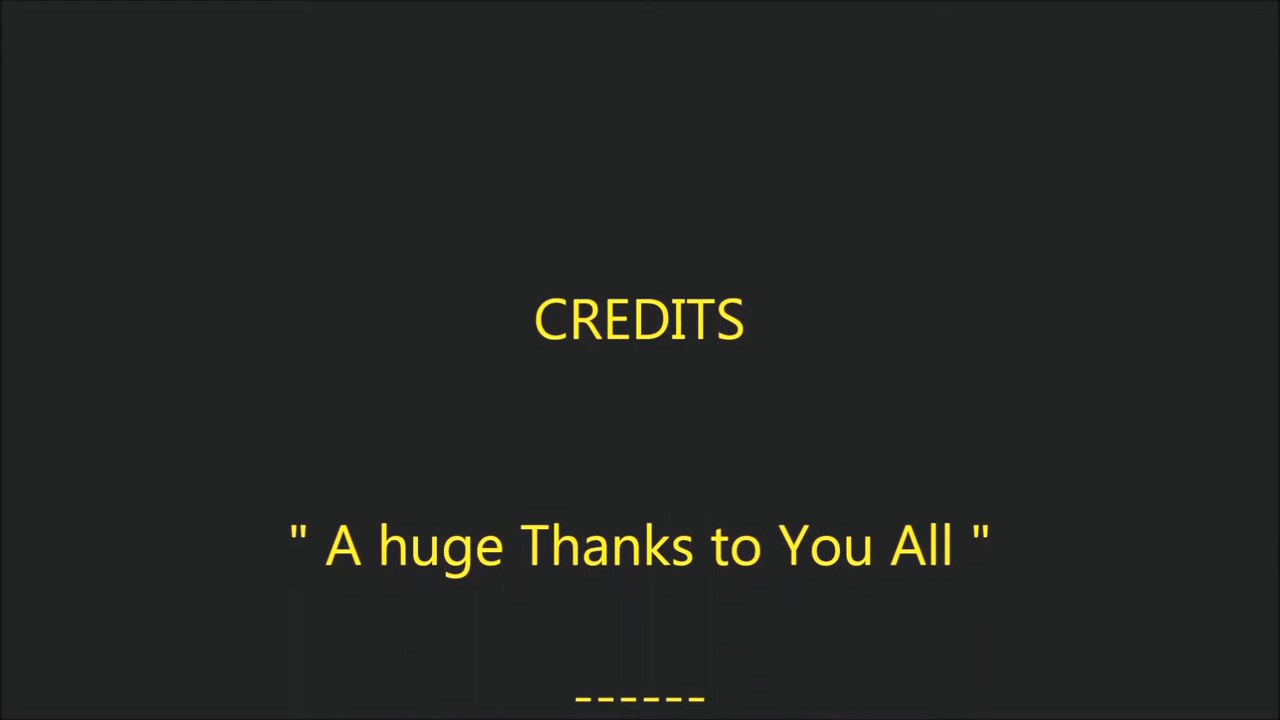 CREDITS
" A huge Thanks to You All "
------